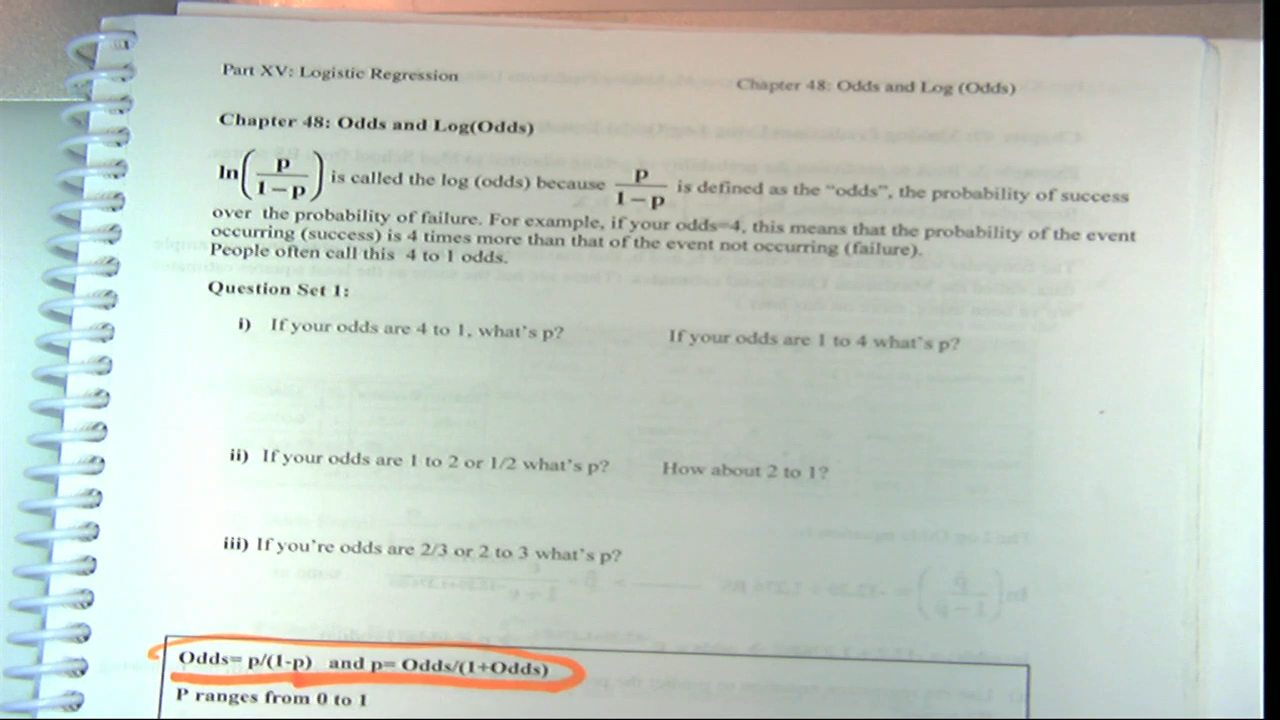 Part XV: Logistic Regression
Chapter 48: Odds and Log (Odds)
Chapter 48: Odds and Log(Odds)
ln(p/(1-p)) is called the log (odds) because p/(1-p) is defined as the "odds", the probability of success
over the probability of failure. For example, if your odds=4, this means that the probability of the event
occurring (success) is 4 times more than that of the event not occurring (failure).
People often call this 4 to 1 odds.
Question Set 1:
i) If your odds are 4 to 1, what's p? If your odds are 1 to 4 what's p?
ii) If your odds are 1 to 2 or 1/2 what's p? How about 2 to 1?
iii) If you're odds are 2/3 or 2 to 3 what's p?
Odds= p/(1-p) and p= Odds/(1+Odds)
P ranges from 0 to 1